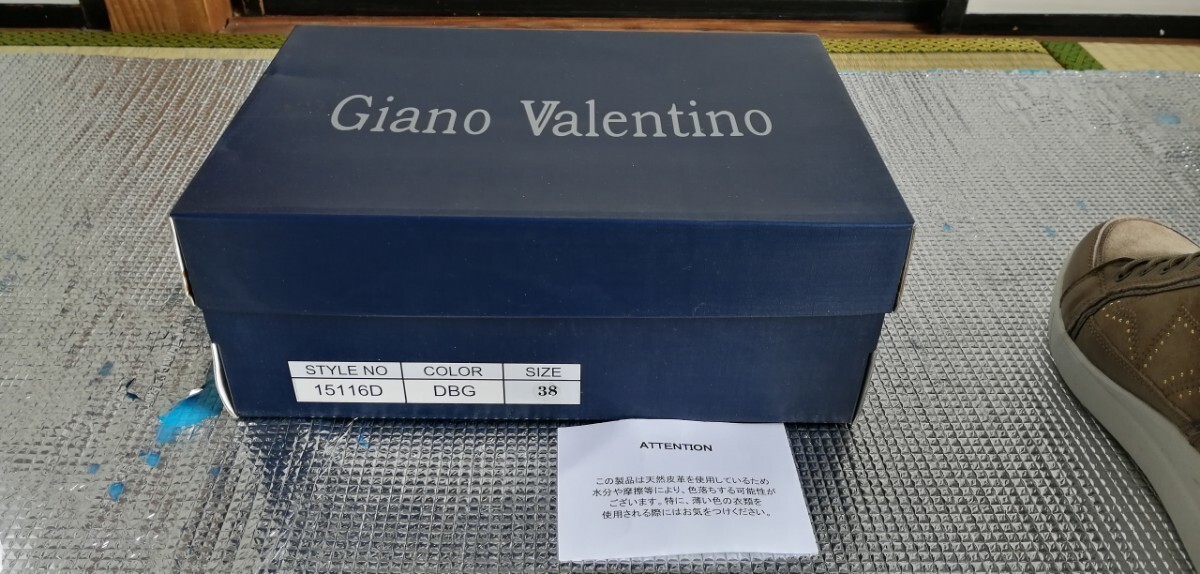 Giano Valentino
STYLE NO COLOR SIZE
15116D DBG 38
ATTENTION
この製品は天然皮革を使用しているため
水分や摩擦等により、色落ちする可能性が
ございます。特に、薄い色の衣類を
使用される際にはお気をつけください。